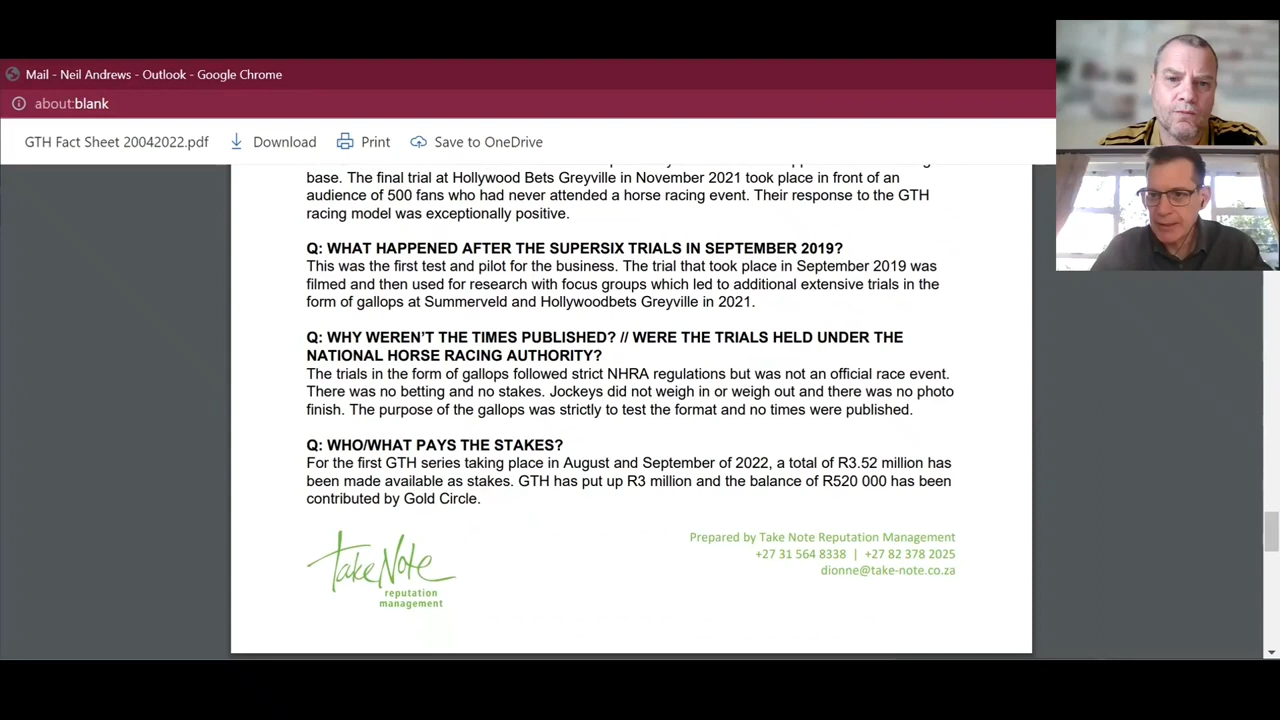 Mail - Neil Andrews - Outlook - Google Chrome
about:blank
GTH Fact Sheet 20042022.pdf Download Print Save to OneDrive
base. The final trial at Hollywood Bets Greyville in November 2021 took place in front of an
audience of 500 fans who had never attended a horse racing event. Their response to the GTH
racing model was exceptionally positive.
Q: WHAT HAPPENED AFTER THE SUPERSIX TRIALS IN SEPTEMBER 2019?
This was the first test and pilot for the business. The trial that took place in September 2019 was
filmed and then used for research with focus groups which led to additional extensive trials in the
form of gallops at Summerveld and Hollywoodbets Greyville in 2021.
Q: WHY WEREN’T THE TIMES PUBLISHED? // WERE THE TRIALS HELD UNDER THE
NATIONAL HORSE RACING AUTHORITY?
The trials in the form of gallops followed strict NHRA regulations but was not an official race event.
There was no betting and no stakes. Jockeys did not weigh in or weigh out and there was no photo
finish. The purpose of the gallops was strictly to test the format and no times were published.
Q: WHO/WHAT PAYS THE STAKES?
For the first GTH series taking place in August and September of 2022, a total of R3.52 million has
been made available as stakes. GTH has put up R3 million and the balance of R520 000 has been
contributed by Gold Circle.
Take Note
reputation
management
Prepared by Take Note Reputation Management
+27 31 564 8338 | +27 82 378 2025
dionne@take-note.co.za